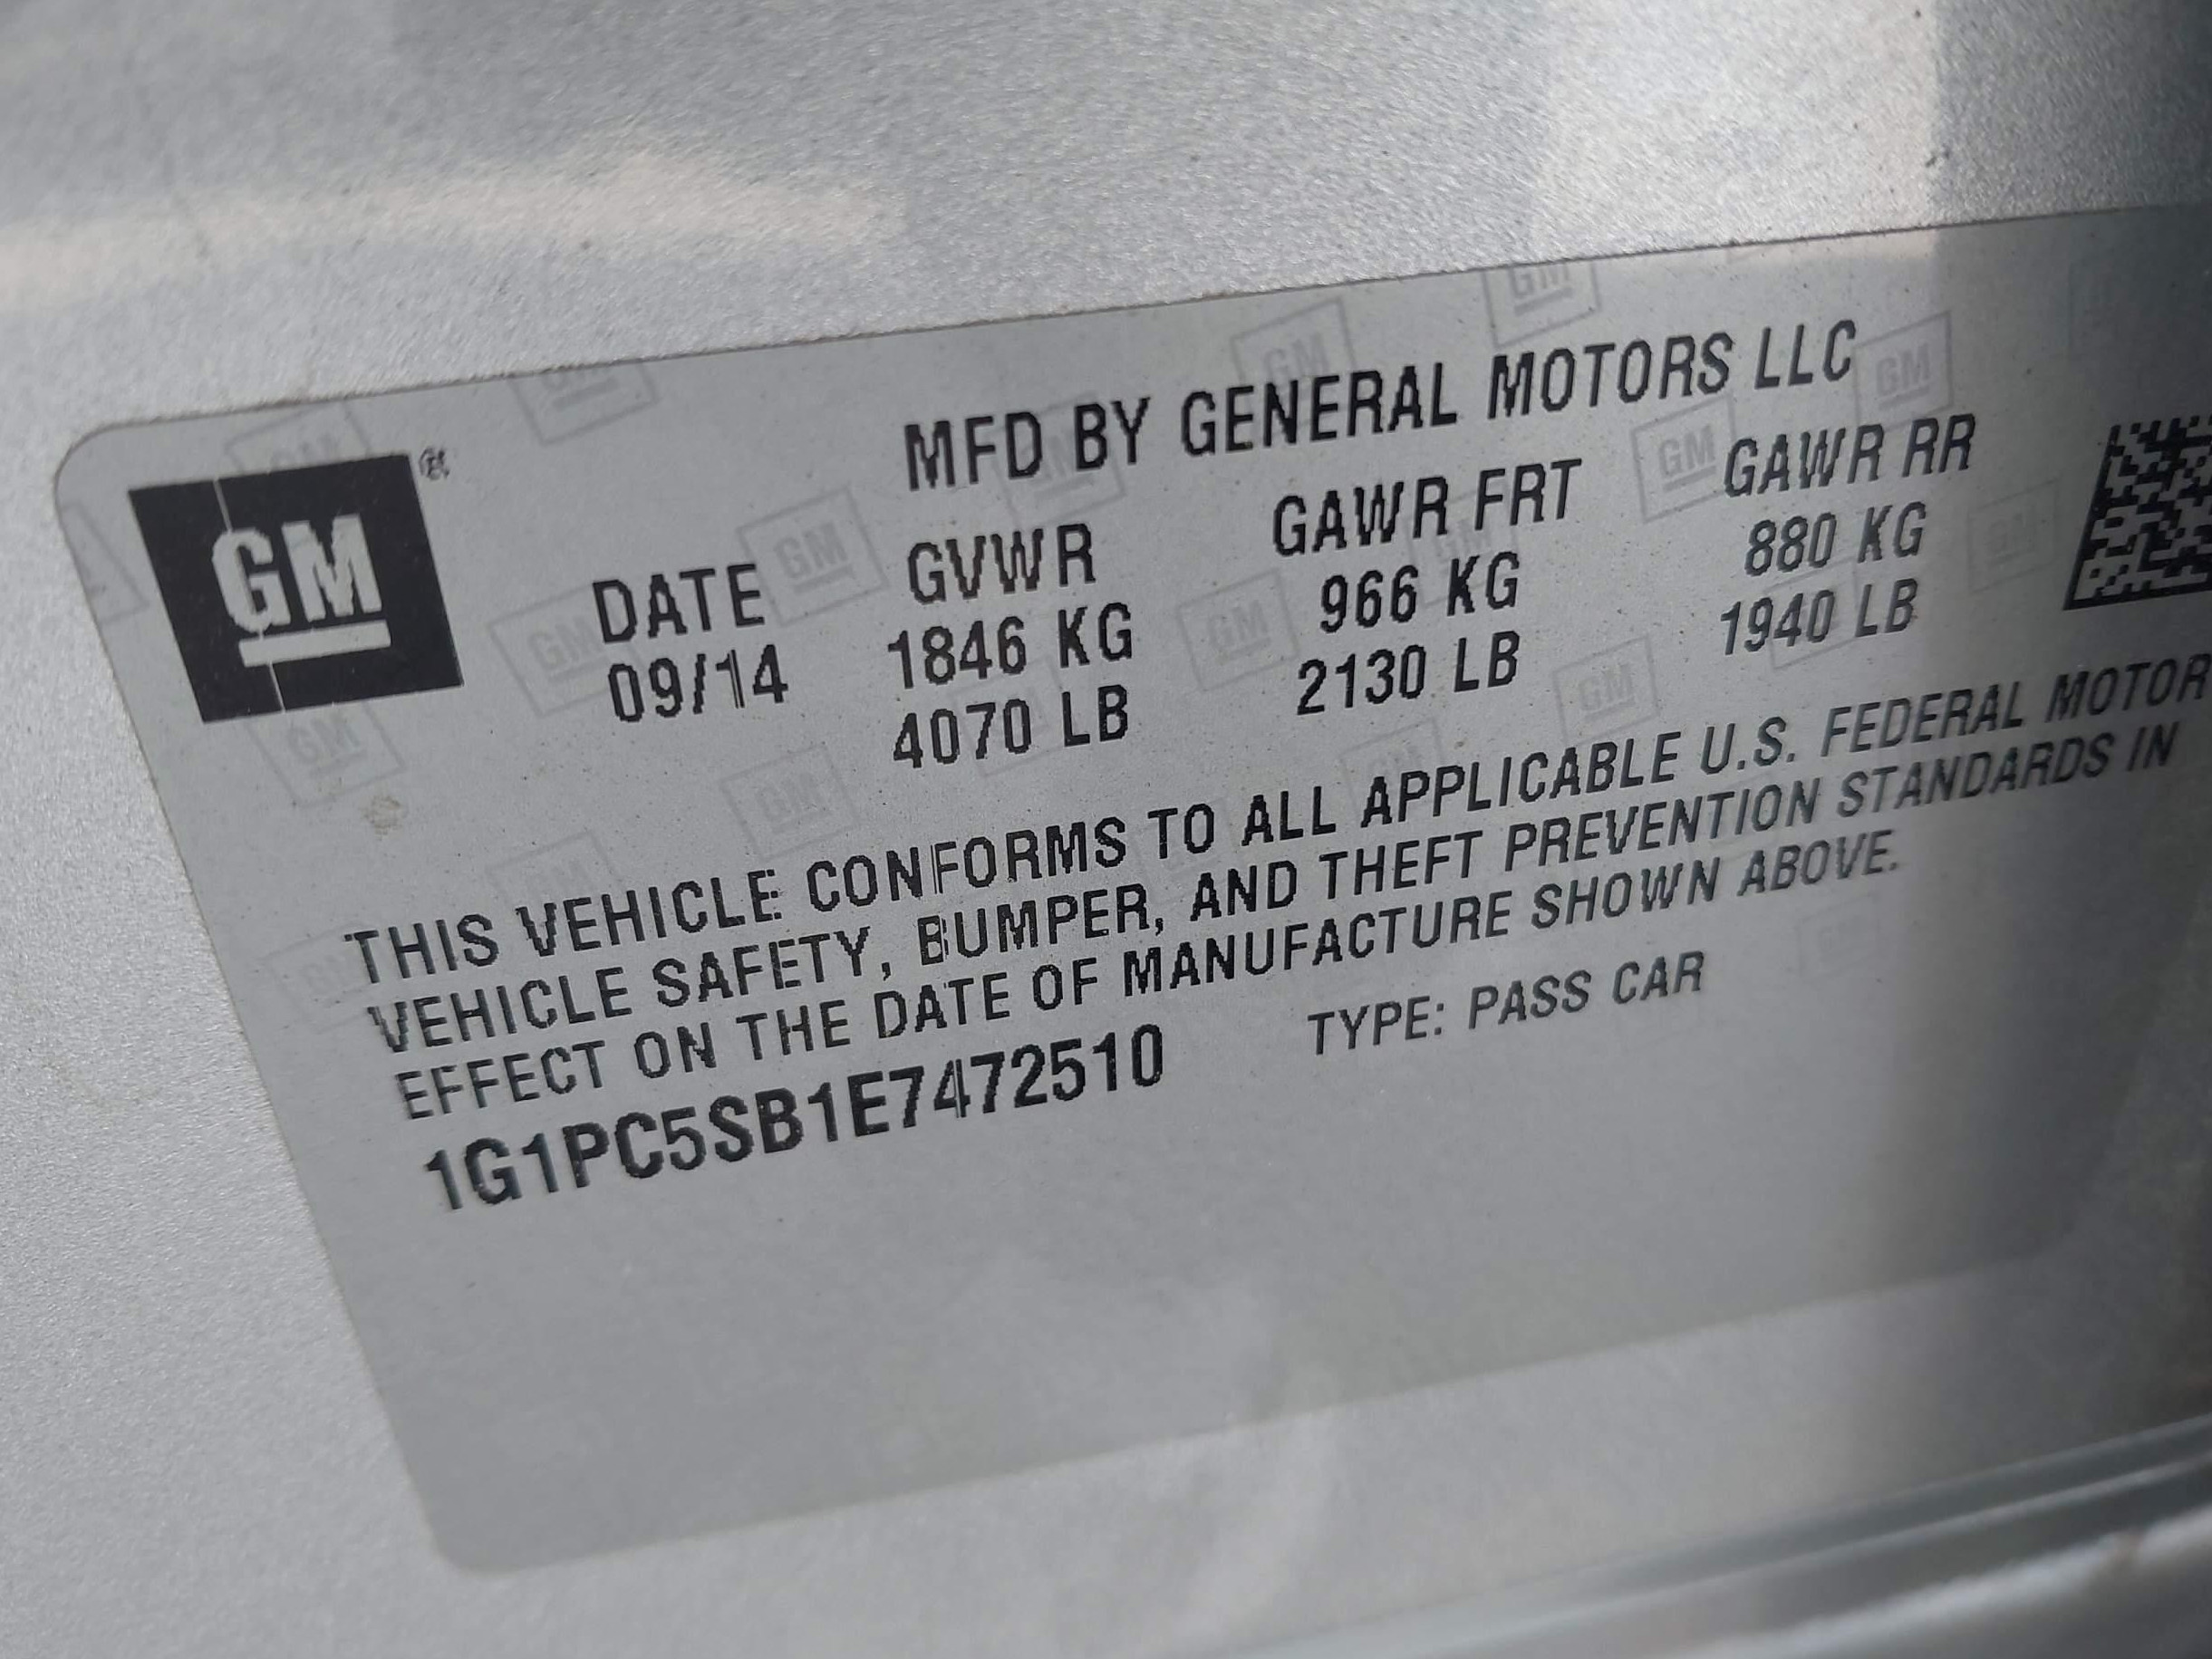 MFD BY GENERAL MOTORS LLC
GM®
DATE GVWR GAWR FRT GAWR RR
09/14 1846 KG 966 KG 880 KG
4070 LB 2130 LB 1940 LB
THIS VEHICLE CONFORMS TO ALL APPLICABLE U.S. FEDERAL MOTOR
VEHICLE SAFETY, BUMPER, AND THEFT PREVENTION STANDARDS IN
EFFECT ON THE DATE OF MANUFACTURE SHOWN ABOVE.
1G1PC5SB1E7472510 TYPE: PASS CAR